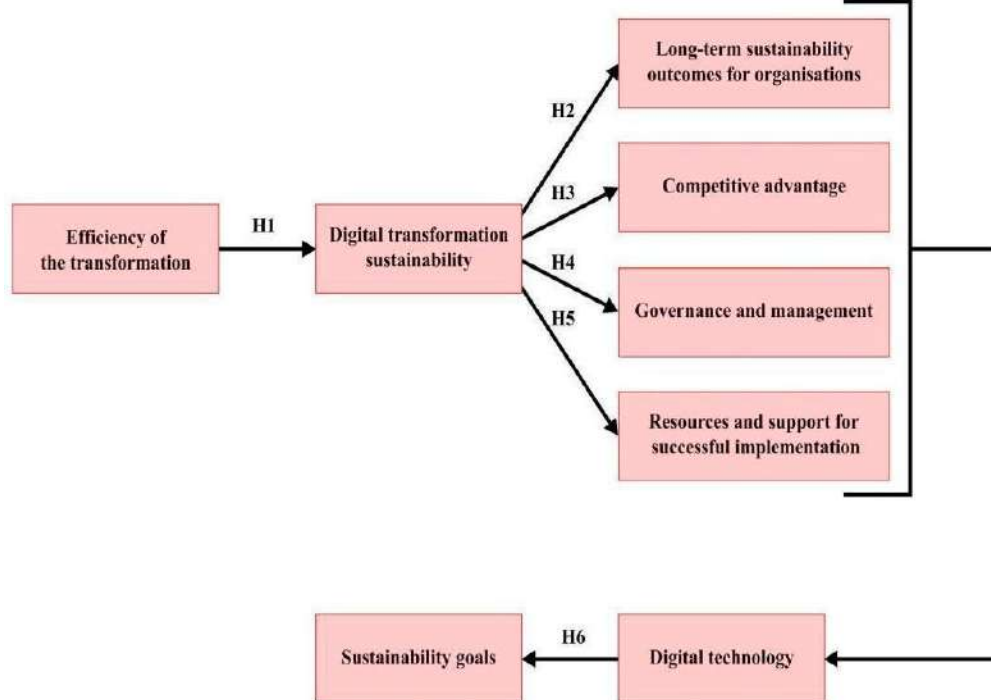 Long-term sustainability
outcomes for organisations
H2
H3
Competitive advantage
Efficiency of
the transformation
H1
Digital transformation
sustainability
H4
Governance and management
H5
Resources and support for
successful implementation
Sustainability goals
H6
Digital technology